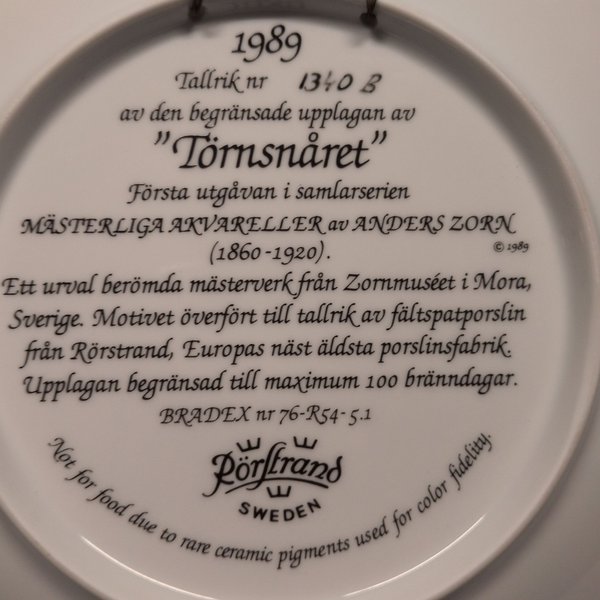 1989
Tallrik nr 1340 B
av den begränsade upplagan av
"Törnsnåret"
Första utgåvan i samlarserien
MÄSTERLIGA AKVARELLER av ANDERS ZORN
(1860-1920).
© 1989
Ett urval berömda mästerverk från Zornmuséet i Mora,
Sverige. Motivet överfört till tallrik av fältspatporslin
från Rörstrand, Europas näst äldsta porslinsfabrik.
Upplagan begränsad till maximum 100 bränndagar.
BRADEX nr 76-R54-5.1
Rörstrand
SWEDEN
Not for food due to rare ceramic pigments used for color fidelity.